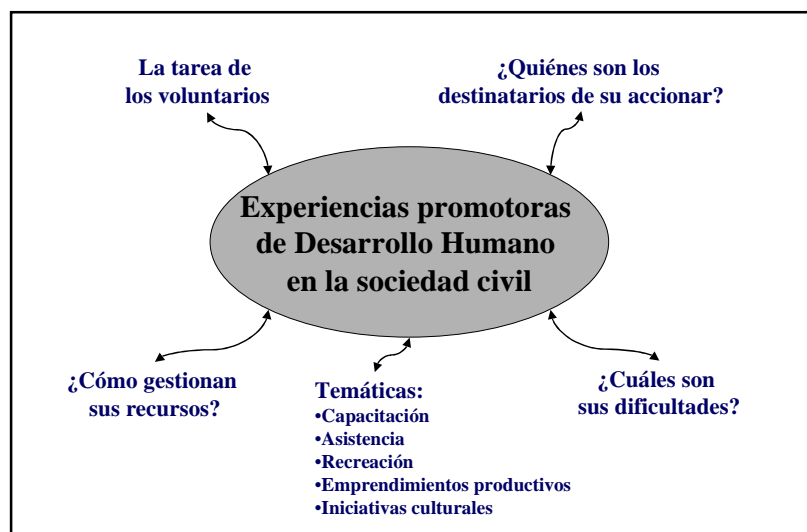 La tarea de
los voluntarios
¿Quiénes son los
destinatarios de su accionar?
Experiencias promotoras
de Desarrollo Humano
en la sociedad civil
¿Cómo gestionan
sus recursos?
Temáticas:
•Capacitación
•Asistencia
•Recreación
•Emprendimientos productivos
•Iniciativas culturales
¿Cuáles son
sus dificultades?